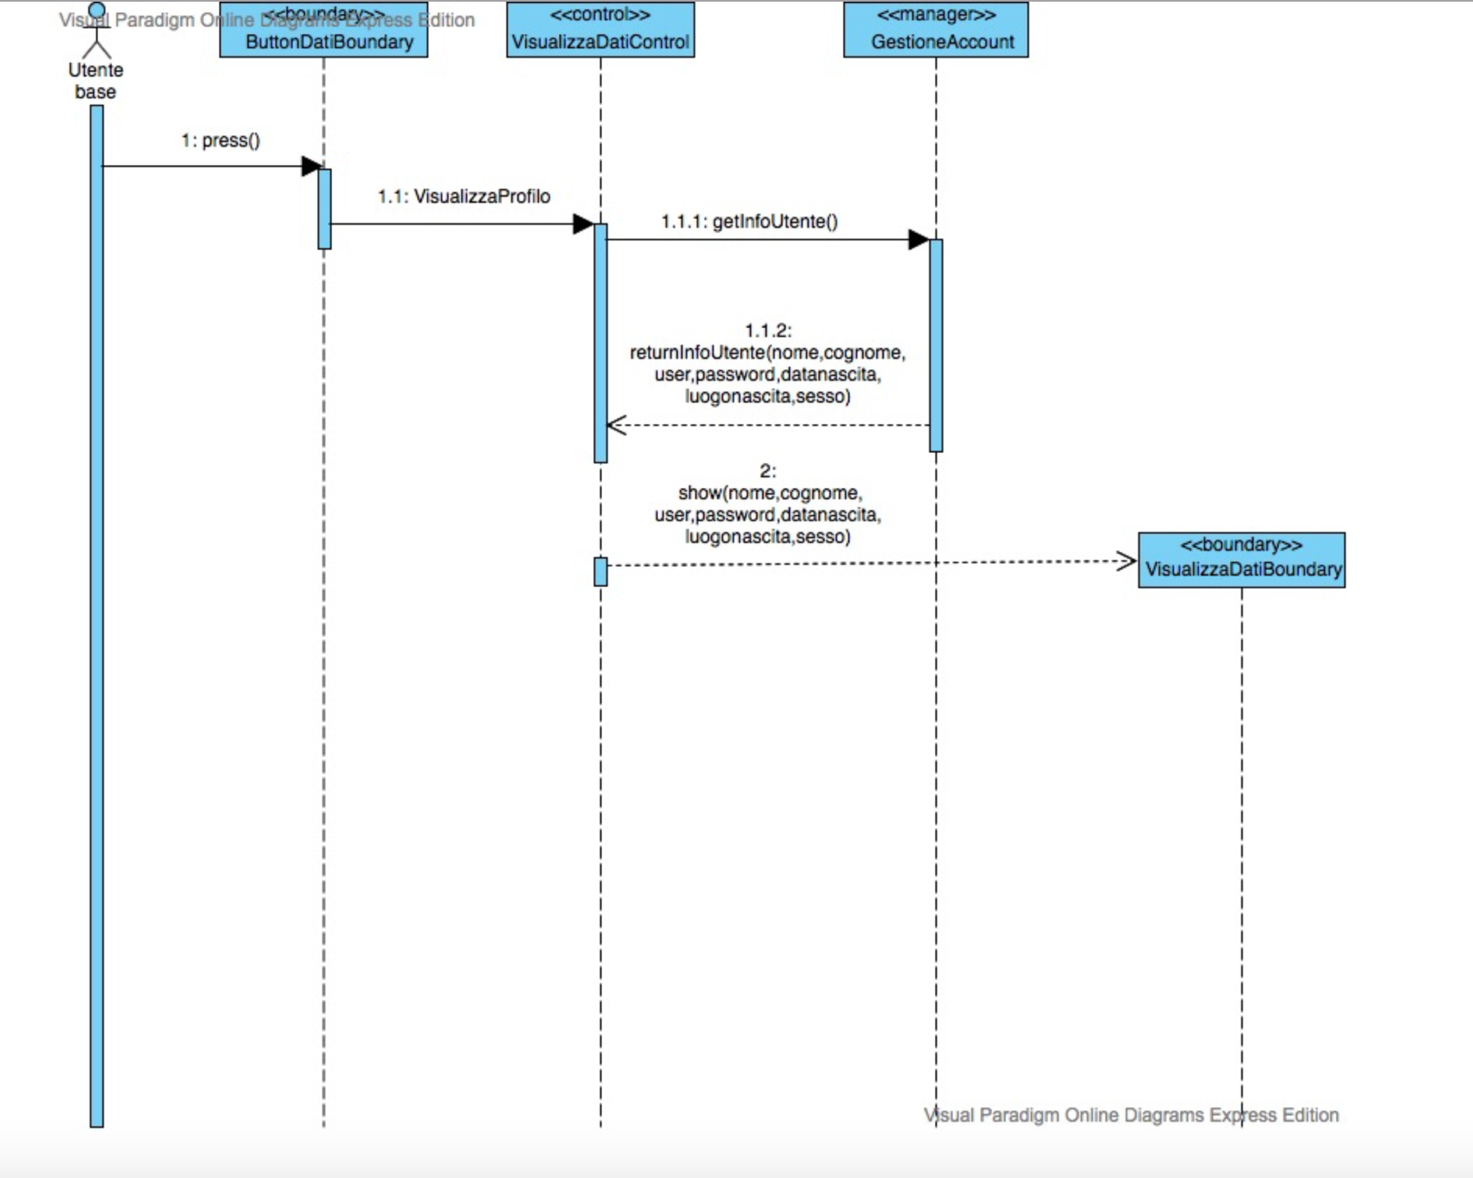 Visual Paradigm Online Diagrams Express Edition
<<boundary>>
ButtonDatiBoundary
<<control>>
VisualizzaDatiControl
<<manager>>
GestioneAccount
Utente
base
1: press()
1.1: VisualizzaProfilo
1.1.1: getInfoUtente()
1.1.2:
returnInfoUtente(nome,cognome,
user,password,datanascita,
luogonascita,sesso)
2:
show(nome,cognome,
user,password,datanascita,
luogonascita,sesso)
<<boundary>>
VisualizzaDatiBoundary
Visual Paradigm Online Diagrams Express Edition